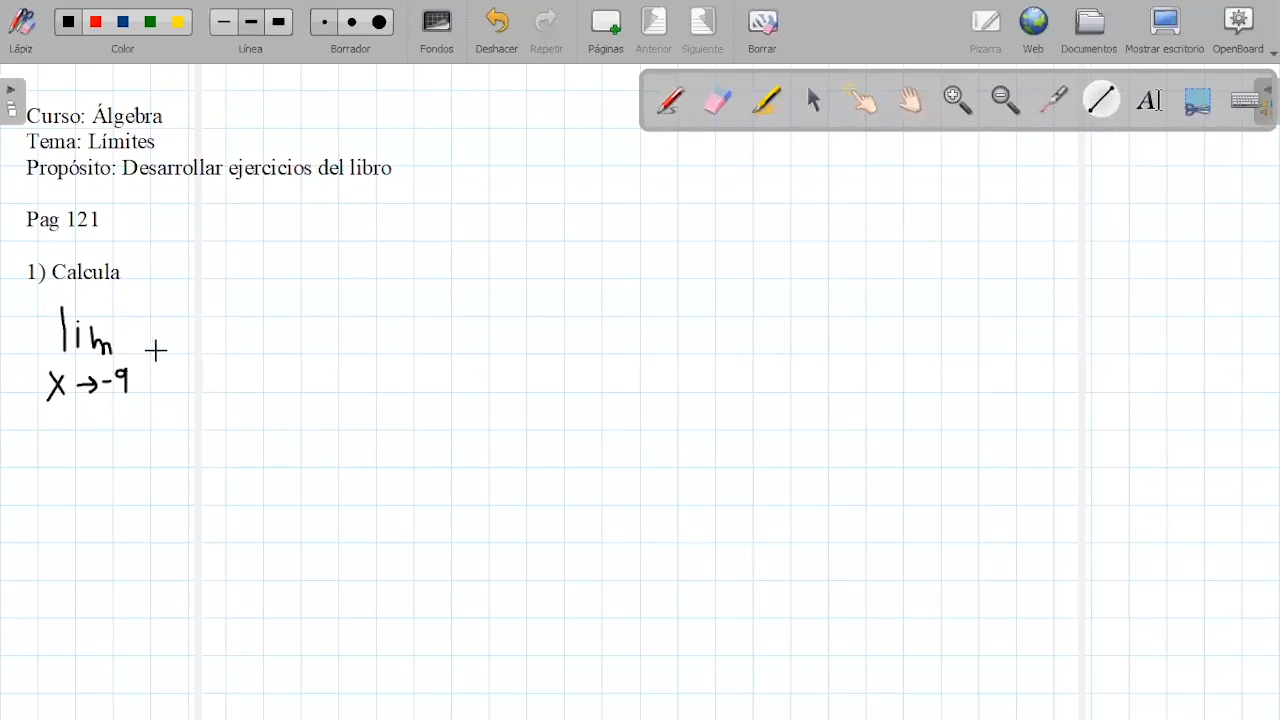 Lápiz Color Línea Borrador Fondos Deshacer Repetir Páginas Anterior Siguiente Borrar Pizarra Web Documentos Mostrar escritorio OpenBoard
A
Curso: Álgebra
Tema: Límites
Propósito: Desarrollar ejercicios del libro
Pag 121
1) Calcula
lim
x → -9